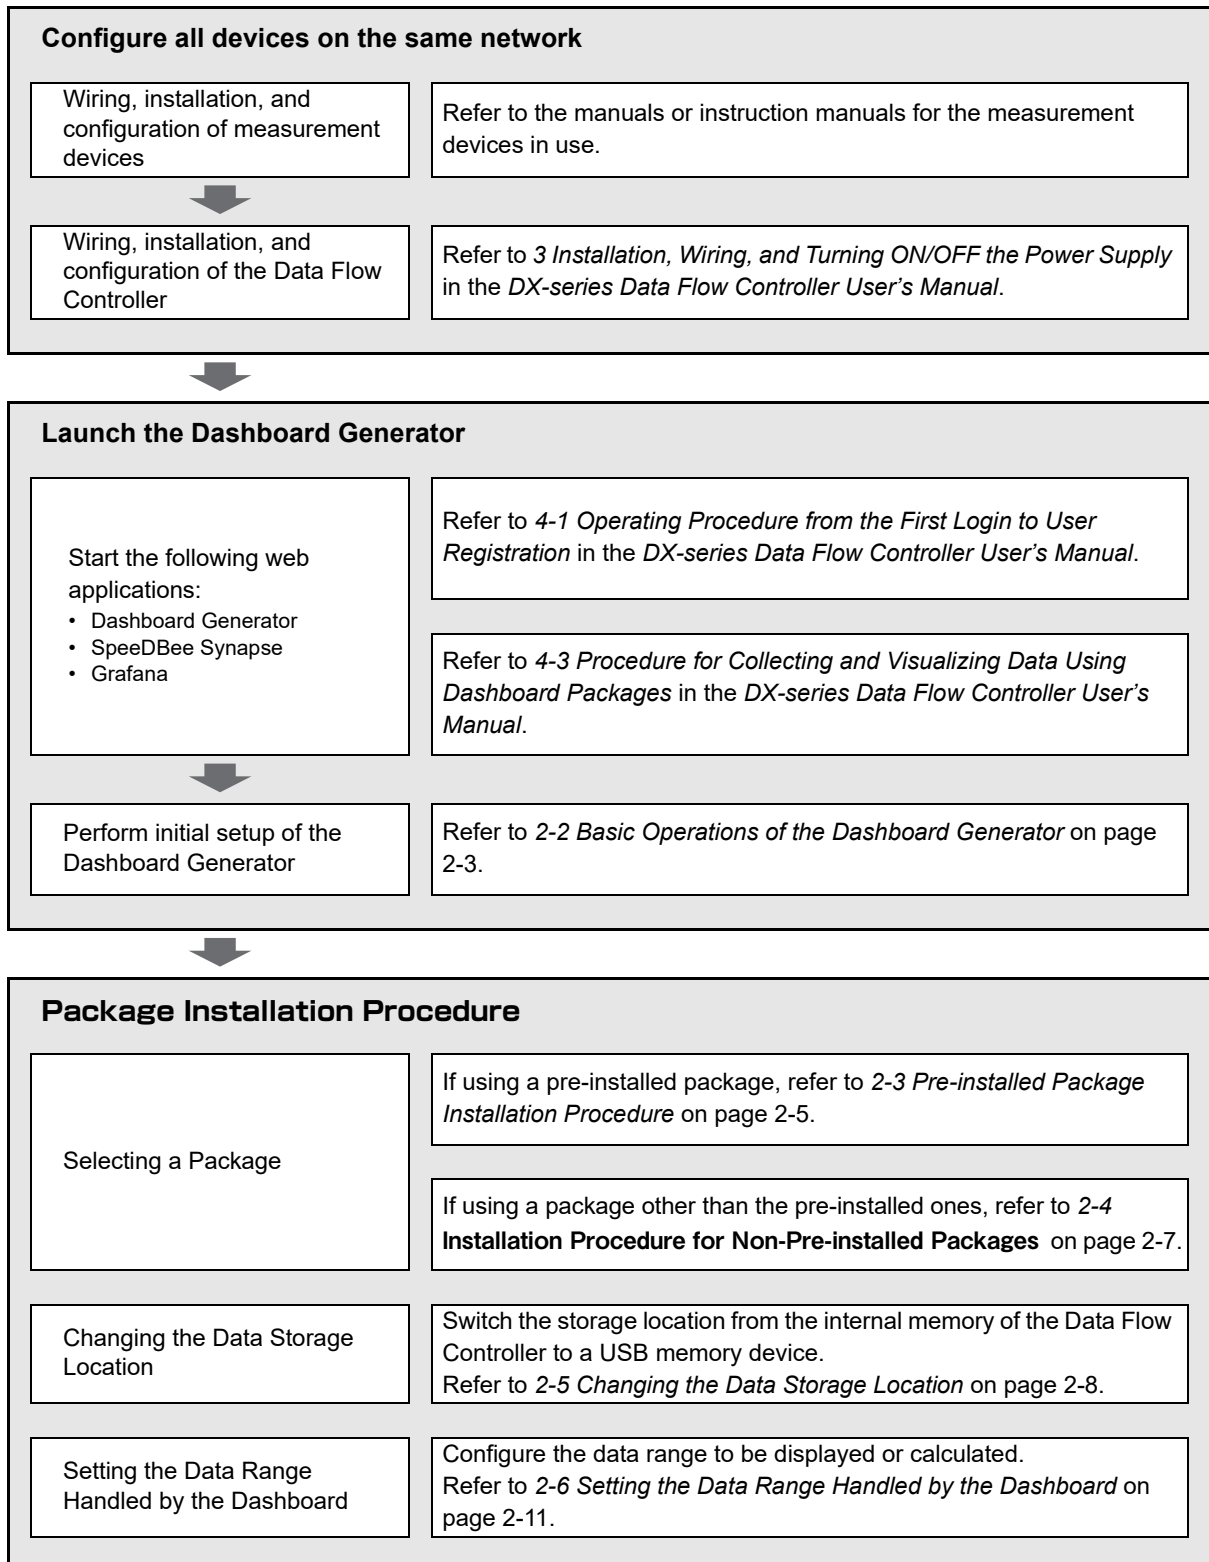 Configure all devices on the same network
Wiring, installation, and
configuration of measurement
devices
Refer to the manuals or instruction manuals for the measurement
devices in use.
Wiring, installation, and
configuration of the Data Flow
Controller
Refer to 3 Installation, Wiring, and Turning ON/OFF the Power Supply
in the DX-series Data Flow Controller User's Manual.
Launch the Dashboard Generator
Start the following web
applications:
• Dashboard Generator
• SpeeDBee Synapse
• Grafana
Refer to 4-1 Operating Procedure from the First Login to User
Registration in the DX-series Data Flow Controller User's Manual.
Refer to 4-3 Procedure for Collecting and Visualizing Data Using
Dashboard Packages in the DX-series Data Flow Controller User's
Manual.
Perform initial setup of the
Dashboard Generator
Refer to 2-2 Basic Operations of the Dashboard Generator on page
2-3.
Package Installation Procedure
Selecting a Package
If using a pre-installed package, refer to 2-3 Pre-installed Package
Installation Procedure on page 2-5.
If using a package other than the pre-installed ones, refer to 2-4
Installation Procedure for Non-Pre-installed Packages on page 2-7.
Changing the Data Storage
Location
Switch the storage location from the internal memory of the Data Flow
Controller to a USB memory device.
Refer to 2-5 Changing the Data Storage Location on page 2-8.
Setting the Data Range
Handled by the Dashboard
Configure the data range to be displayed or calculated.
Refer to 2-6 Setting the Data Range Handled by the Dashboard on
page 2-11.